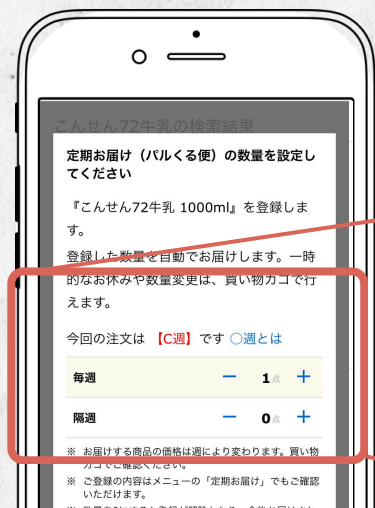 こんせん72牛乳の検索結果
定期お届け（パルくる便）の数量を設定し
てください
『こんせん72牛乳 1000ml』を登録しま
す。
登録した数量を自動でお届けします。一時
的なお休みや数量変更は、買い物カゴで行
えます。
今回の注文は 【C週】です ○週とは
毎週 － 1点 ＋
隔週 － 0点 ＋
※ お届けする商品の価格は週により変わります。買い物
カゴでご確認ください。
※ ご登録の内容はメニューの「定期お届け」でもご確認
いただけます。